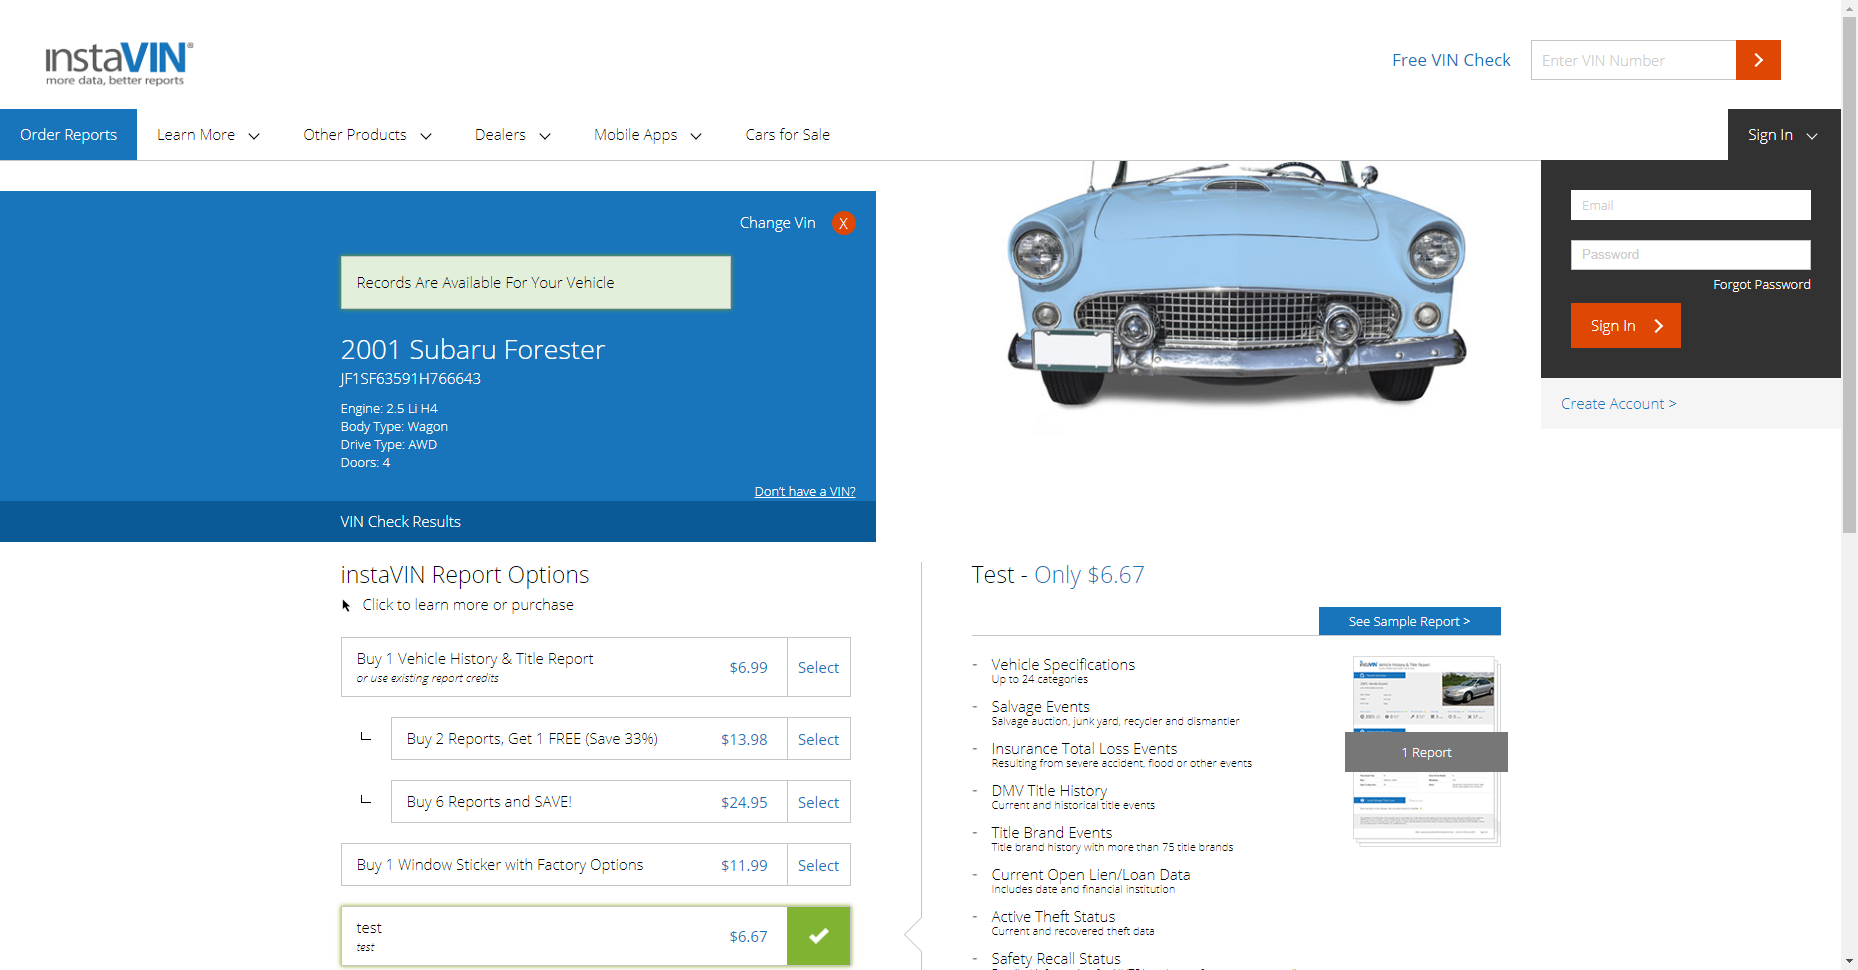 instaVIN®
more data, better reports
Free VIN Check
Enter VIN Number
Order Reports
Learn More
Other Products
Dealers
Mobile Apps
Cars for Sale
Sign In
Change Vin X
Records Are Available For Your Vehicle
2001 Subaru Forester
JF1SF63591H766643
Engine: 2.5 Li H4
Body Type: Wagon
Drive Type: AWD
Doors: 4
Don't have a VIN?
VIN Check Results
Email
Password
Forgot Password
Sign In
Create Account >
instaVIN Report Options
Click to learn more or purchase
Buy 1 Vehicle History & Title Report
or use existing report credits
$6.99
Select
Buy 2 Reports, Get 1 FREE (Save 33%)
$13.98
Select
Buy 6 Reports and SAVE!
$24.95
Select
Buy 1 Window Sticker with Factory Options
$11.99
Select
test
test
$6.67
Test - Only $6.67
See Sample Report >
- Vehicle Specifications
Up to 24 categories
- Salvage Events
Salvage auction, junk yard, recycler and dismantler
- Insurance Total Loss Events
Resulting from severe accident, flood or other events
- DMV Title History
Current and historical title events
- Title Brand Events
Title brand history with more than 75 title brands
- Current Open Lien/Loan Data
Includes date and financial institution
- Active Theft Status
Current and recovered theft data
- Safety Recall Status
instaVIN Vehicle History & Title Report
1 Report